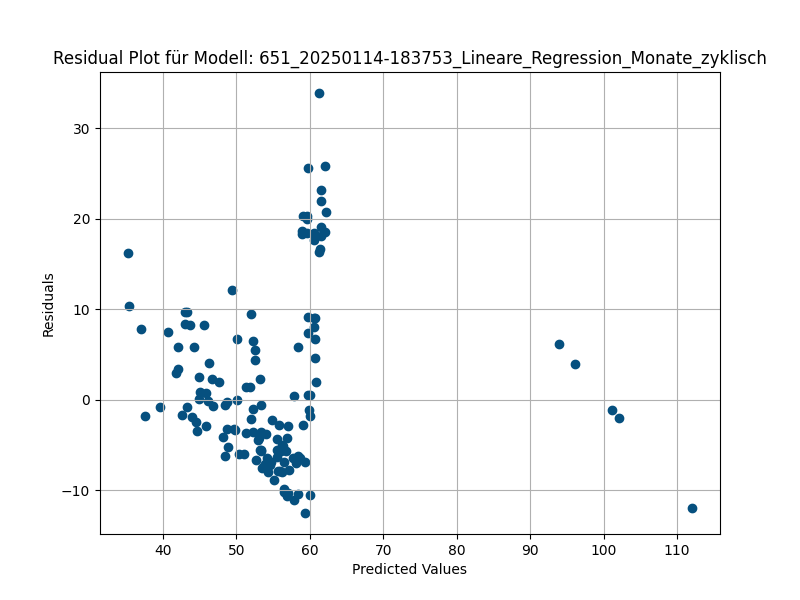 Residual Plot für Modell: 651_20250114-183753_Lineare_Regression_Monate_zyklisch
30
20
10
0
−10
Residuals
40 50 60 70 80 90 100 110
Predicted Values